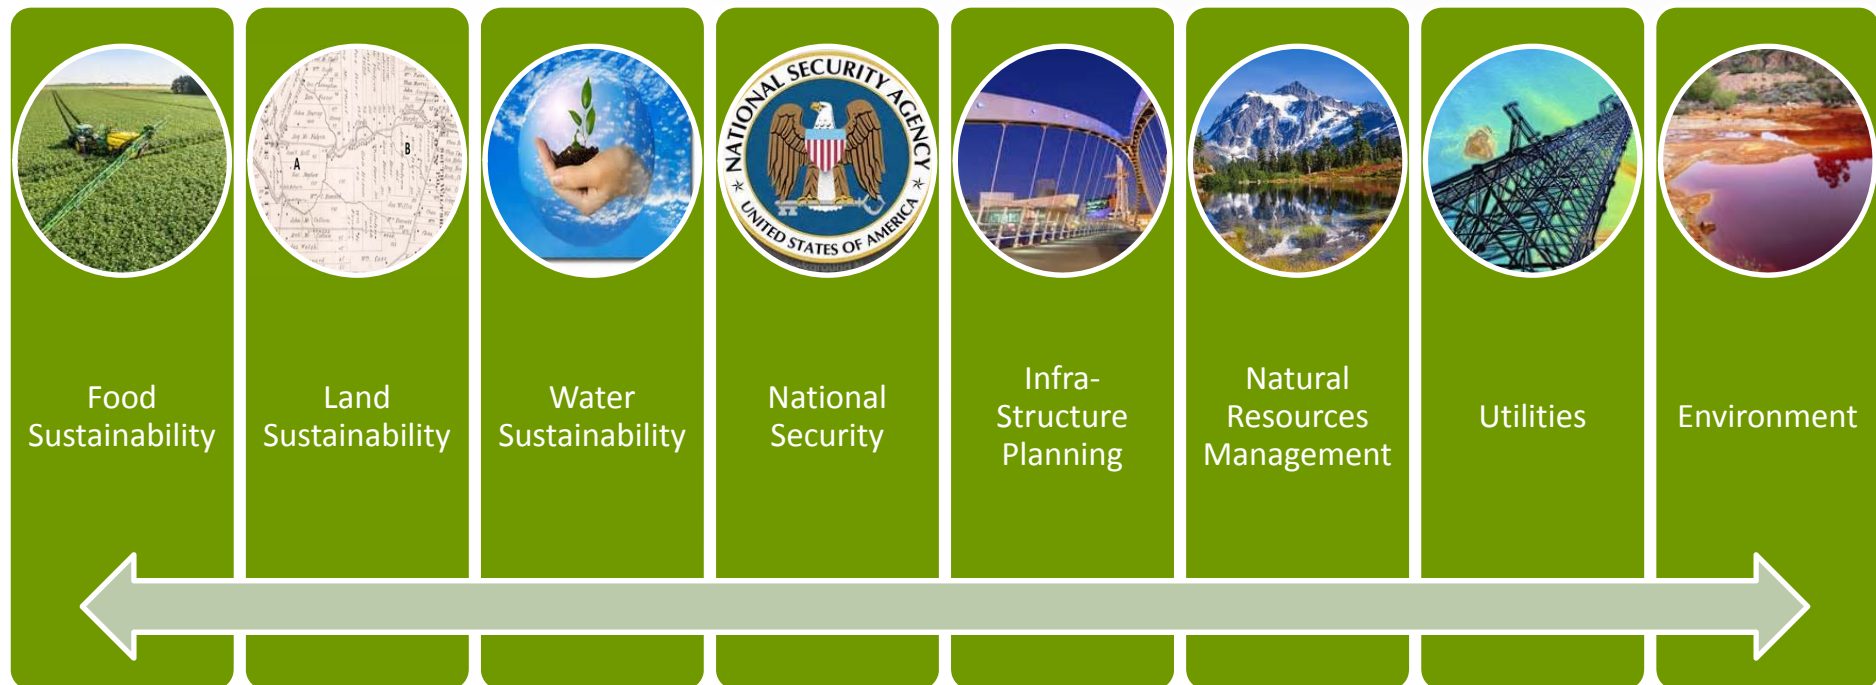 NATIONAL SECURITY AGENCY
UNITED STATES OF AMERICA
A
B
Food
Sustainability
Land
Sustainability
Water
Sustainability
National
Security
Infra-
Structure
Planning
Natural
Resources
Management
Utilities
Environment